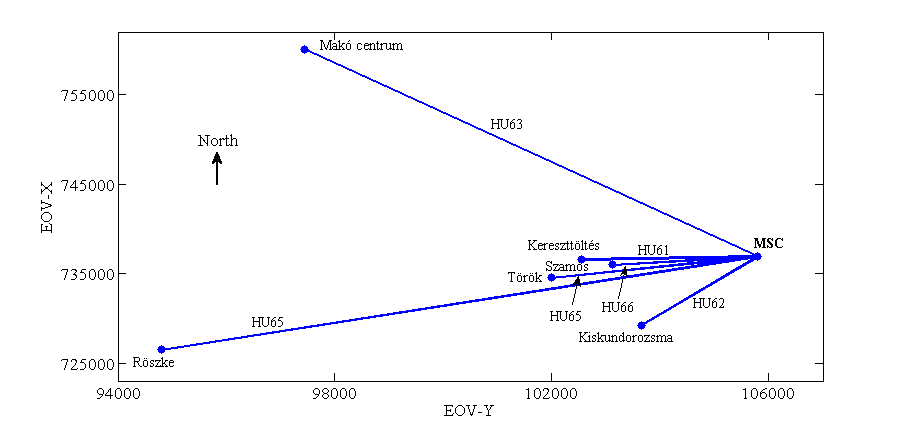 Makó centrum
755000
HU63
North
745000
EOV-X
MSC
Kereszttöltés
HU61
735000
Szamos
Török
HU66
HU62
HU65
HU65
Kiskundorozsma
Röszke
725000
94000
98000
102000
106000
EOV-Y